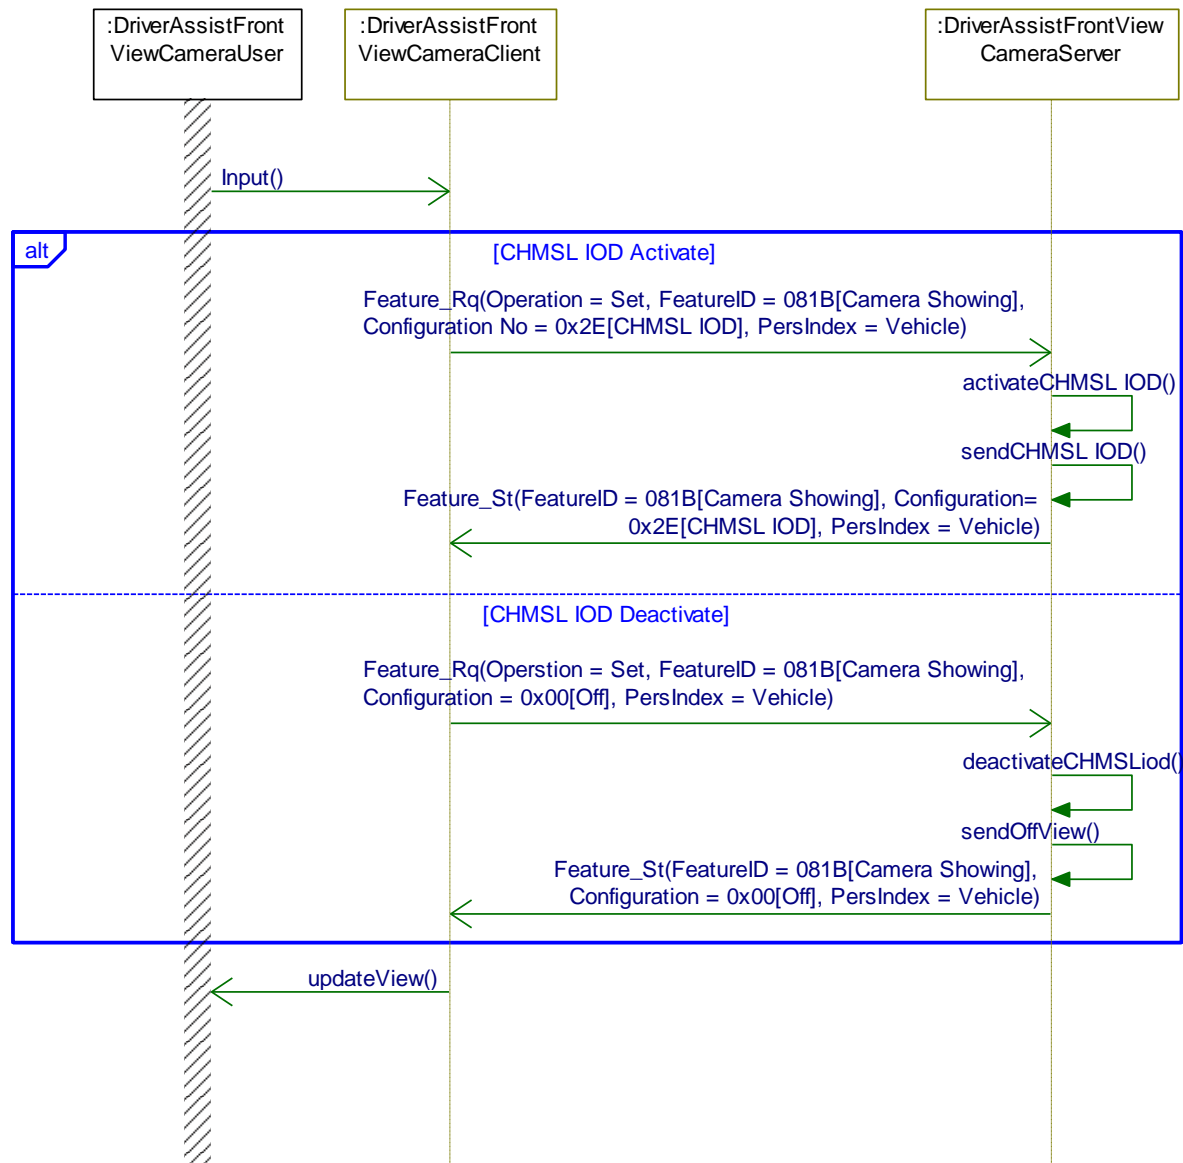 :DriverAssistFront
ViewCameraUser
:DriverAssistFront
ViewCameraClient
:DriverAssistFrontView
CameraServer
Input()
alt
[CHMSL IOD Activate]
Feature_Rq(Operation = Set, FeatureID = 081B[Camera Showing],
Configuration No = 0x2E[CHMSL IOD], PersIndex = Vehicle)
activateCHMSL IOD()
sendCHMSL IOD()
Feature_St(FeatureID = 081B[Camera Showing], Configuration=
0x2E[CHMSL IOD], PersIndex = Vehicle)
[CHMSL IOD Deactivate]
Feature_Rq(Operstion = Set, FeatureID = 081B[Camera Showing],
Configuration = 0x00[Off], PersIndex = Vehicle)
deactivateCHMSLiod()
sendOffView()
Feature_St(FeatureID = 081B[Camera Showing],
Configuration = 0x00[Off], PersIndex = Vehicle)
updateView()